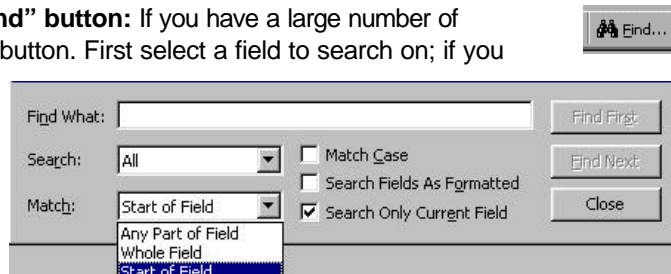 nd” button: If you have a large number of
button. First select a field to search on; if you
Find...
Find What:
Find First
Search: All
Match Case
Find Next
Search Fields As Formatted
Match: Start of Field
Search Only Current Field
Close
Any Part of Field
Whole Field
Start of Field